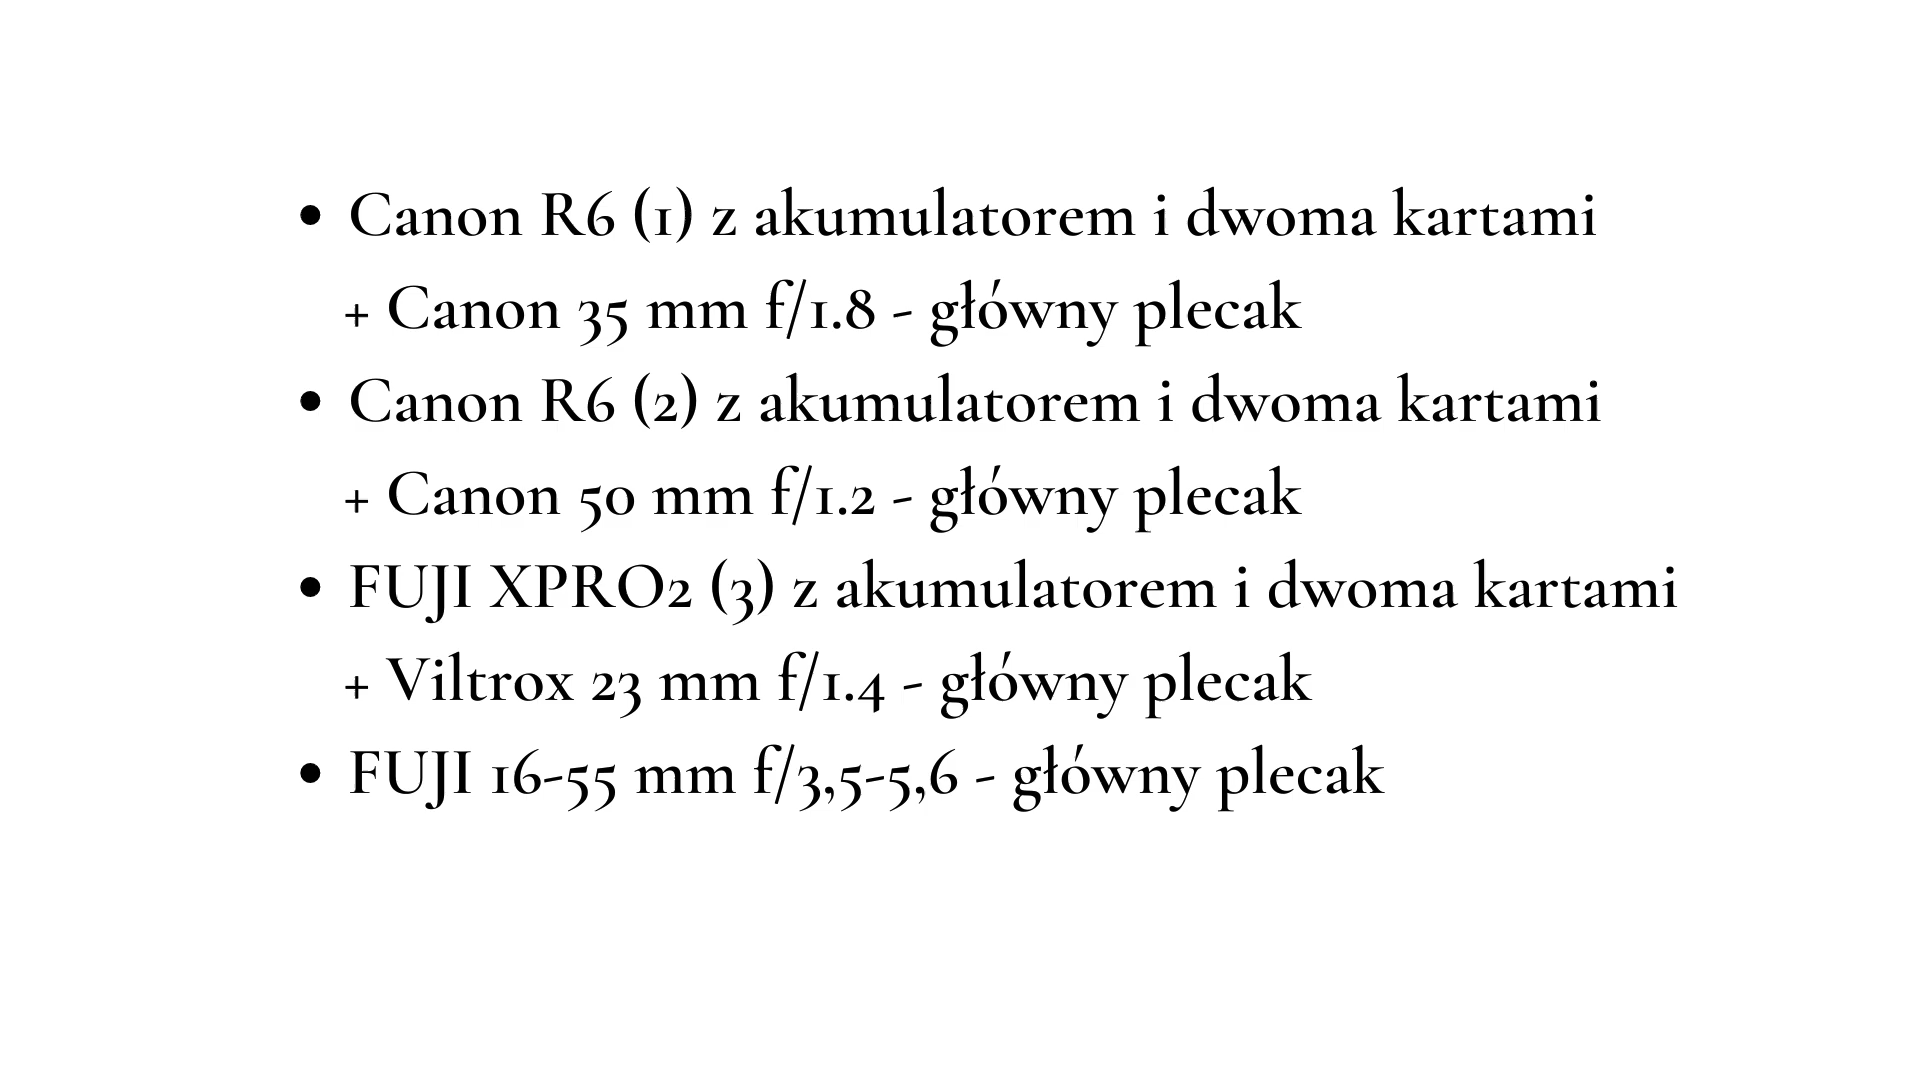 • Canon R6 (1) z akumulatorem i dwoma kartami
+ Canon 35 mm f/1.8 - główny plecak
• Canon R6 (2) z akumulatorem i dwoma kartami
+ Canon 50 mm f/1.2 - główny plecak
• FUJI XPRO2 (3) z akumulatorem i dwoma kartami
+ Viltrox 23 mm f/1.4 - główny plecak
• FUJI 16-55 mm f/3,5-5,6 - główny plecak